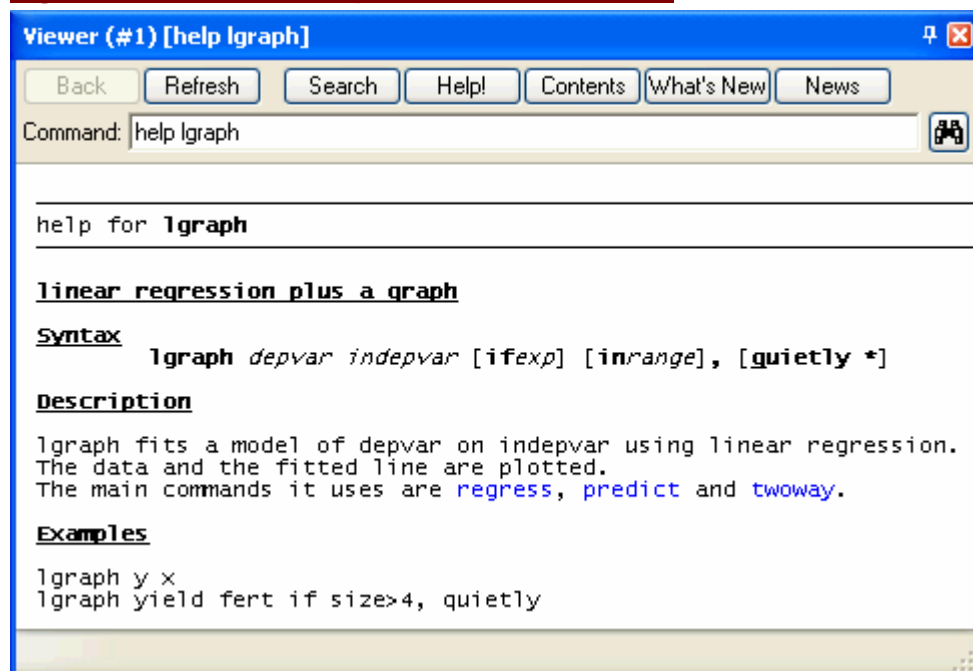 Viewer (#1) [help lgraph]
Back Refresh Search Help! Contents What's New News
Command: help lgraph
help for lgraph
linear regression plus a graph
Syntax
lgraph depvar indepvar [ifexp] [inrange], [quietly *]
Description
lgraph fits a model of depvar on indepvar using linear regression.
The data and the fitted line are plotted.
The main commands it uses are regress, predict and twoway.
Examples
lgraph y x
lgraph yield fert if size>4, quietly